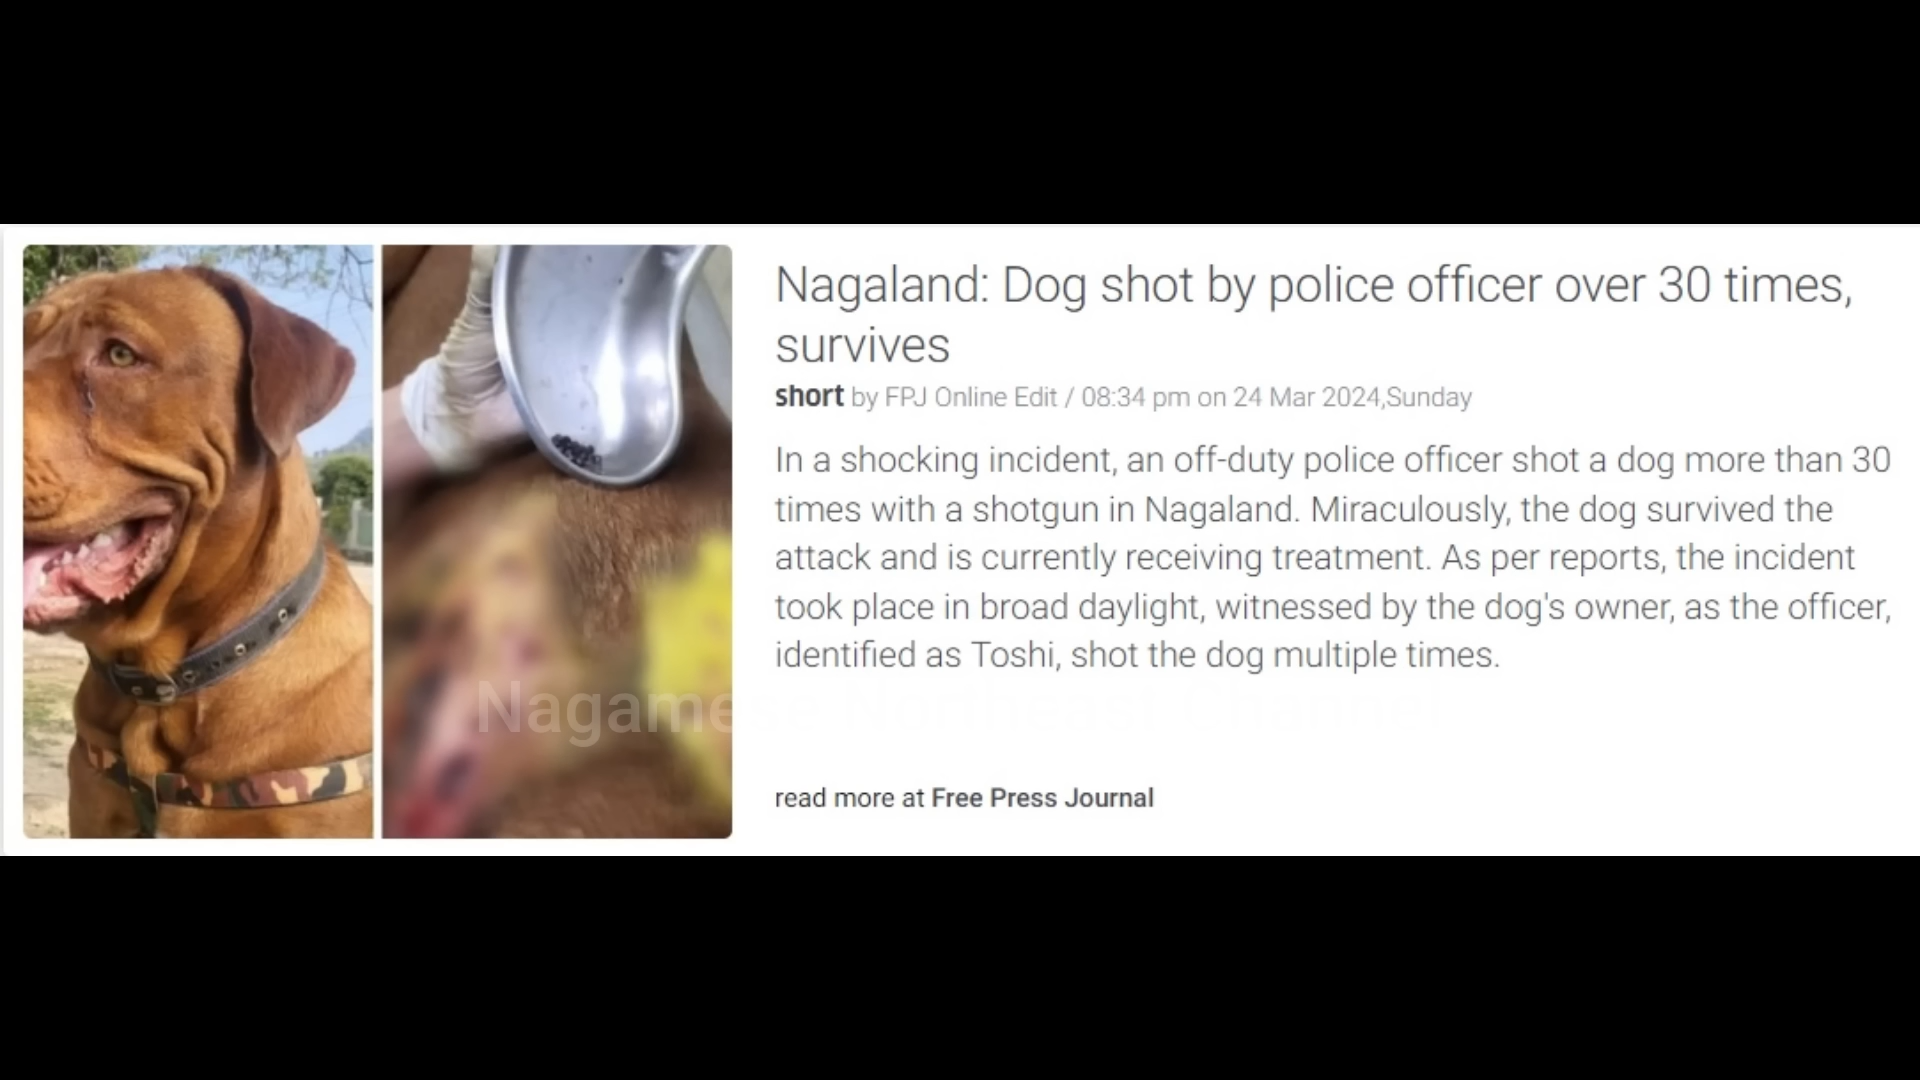 Nagaland: Dog shot by police officer over 30 times,
survives
short by FPJ Online Edit / 08:34 pm on 24 Mar 2024,Sunday
In a shocking incident, an off-duty police officer shot a dog more than 30
times with a shotgun in Nagaland. Miraculously, the dog survived the
attack and is currently receiving treatment. As per reports, the incident
took place in broad daylight, witnessed by the dog's owner, as the officer,
identified as Toshi, shot the dog multiple times.
read more at Free Press Journal